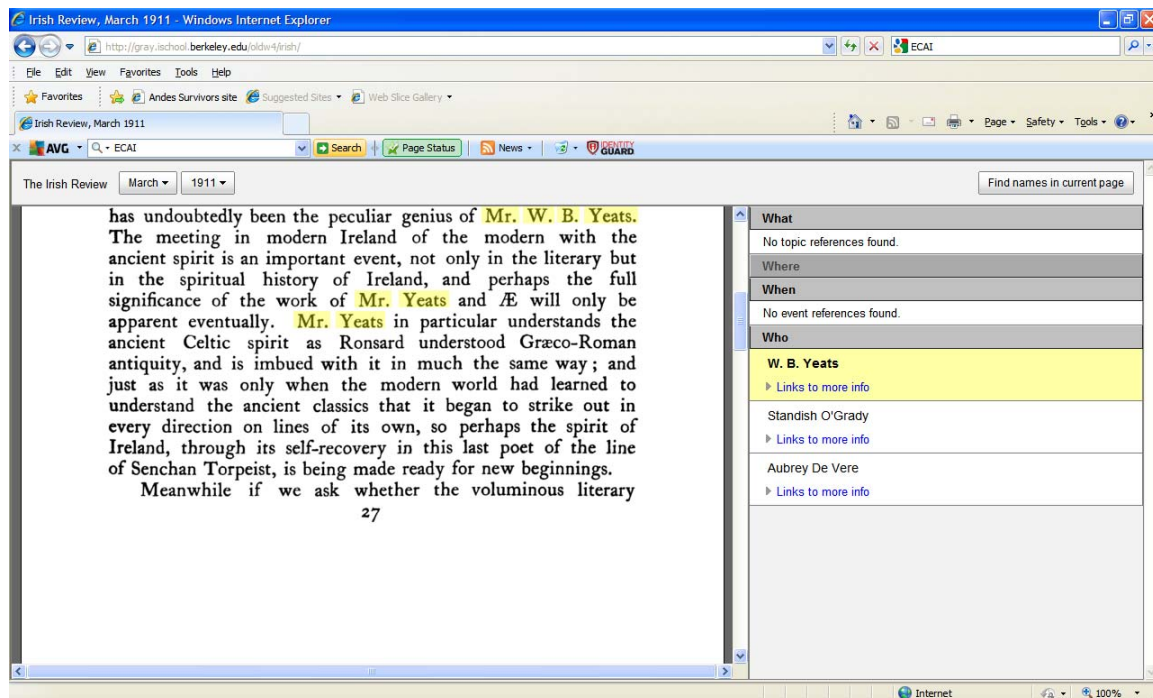 Irish Review, March 1911 - Windows Internet Explorer
http://gray.ischool.berkeley.edu/oldw4/irish/
ECAI
File Edit View Favorites Tools Help
Favorites Andes Survivors site Suggested Sites Web Slice Gallery
Irish Review, March 1911
Page Safety Tools
AVG ECAI Search Page Status News IDENTITY GUARD
The Irish Review March 1911 Find names in current page
has undoubtedly been the peculiar genius of Mr. W. B. Yeats.
The meeting in modern Ireland of the modern with the
ancient spirit is an important event, not only in the literary but
in the spiritual history of Ireland, and perhaps the full
significance of the work of Mr. Yeats and Æ will only be
apparent eventually. Mr. Yeats in particular understands the
ancient Celtic spirit as Ronsard understood Græco-Roman
antiquity, and is imbued with it in much the same way; and
just as it was only when the modern world had learned to
understand the ancient classics that it began to strike out in
every direction on lines of its own, so perhaps the spirit of
Ireland, through its self-recovery in this last poet of the line
of Senchan Torpeist, is being made ready for new beginnings.
Meanwhile if we ask whether the voluminous literary
27
What
No topic references found.
Where
When
No event references found.
Who
W. B. Yeats
Links to more info
Standish O'Grady
Links to more info
Aubrey De Vere
Links to more info
Internet 100%